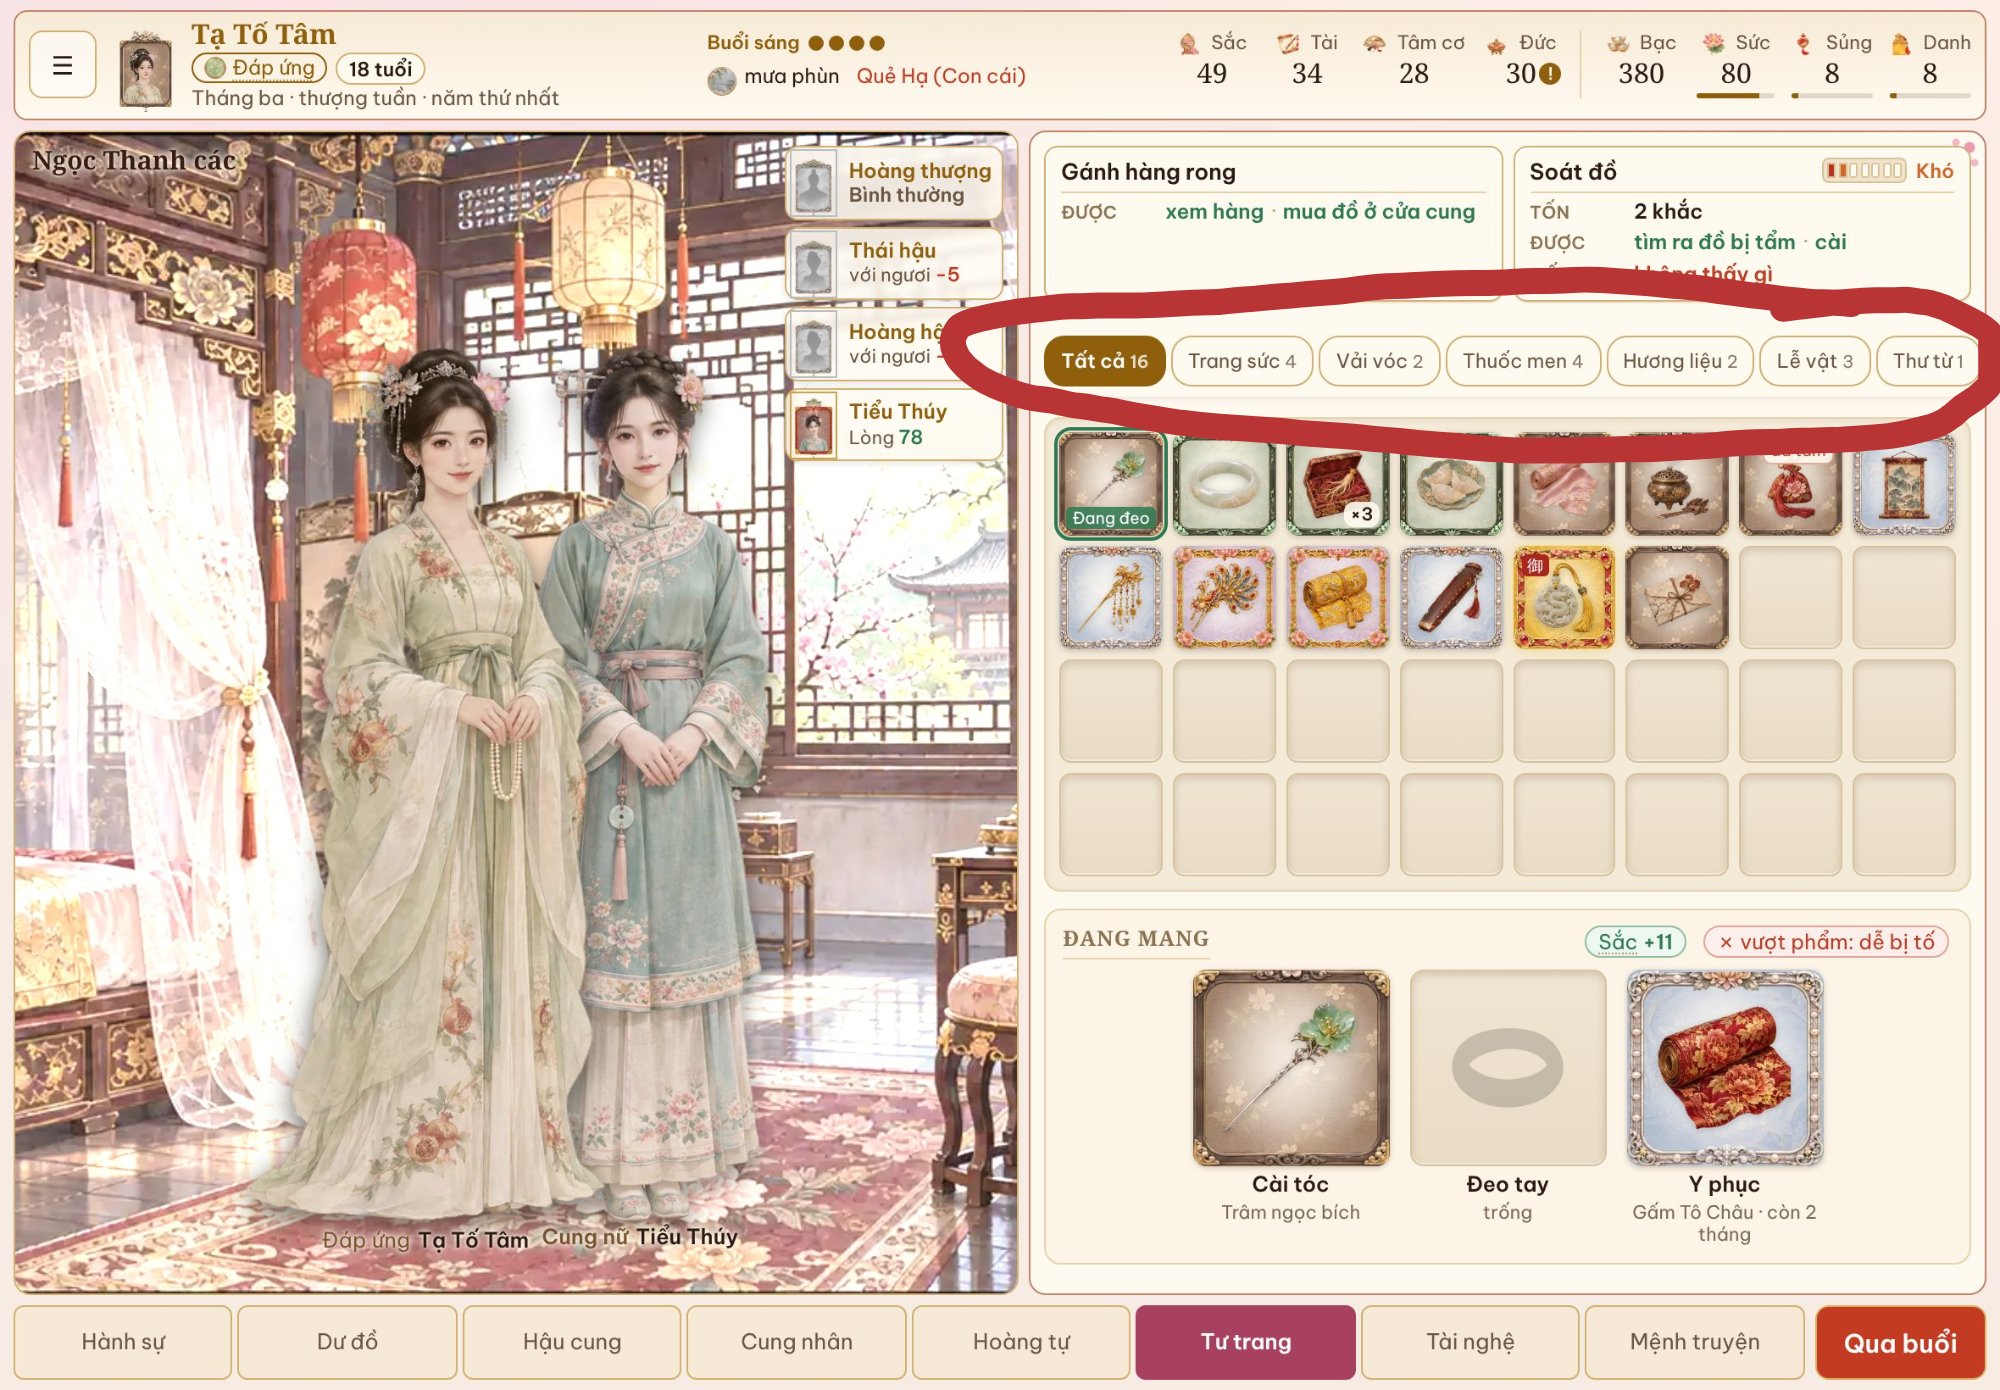 ☰
Tạ Tố Tâm
Đáp ứng 18 tuổi
Tháng ba · thượng tuần · năm thứ nhất
Buổi sáng
mưa phùn Quẻ Hạ (Con cái)
Sắc Tài Tâm cơ Đức Bạc Sức Sủng Danh
49 34 28 30 ! 380 80 8 8
Ngọc Thanh các
Hoàng thượng
Bình thường
Thái hậu
với ngươi -5
Hoàng
với ngươi
Tiểu Thúy
Lòng 78
Đáp ứng Tạ Tố Tâm Cung nữ Tiểu Thúy
Gánh hàng rong
ĐƯỢC xem hàng · mua đồ ở cửa cung
Soát đồ Khó
TỐN 2 khắc
ĐƯỢC tìm ra đồ bị tẩm · cài
không thấy gì
Tất cả 16 Trang sức 4 Vải vóc 2 Thuốc men 4 Hương liệu 2 Lễ vật 3 Thư từ 1
Đang đeo
×3
御
ĐANG MANG Sắc +11 × vượt phẩm: dễ bị tố
Cài tóc Đeo tay Y phục
Trâm ngọc bích trống Gấm Tô Châu · còn 2
tháng
Hành sự Dư đồ Hậu cung Cung nhân Hoàng tự Tư trang Tài nghệ Mệnh truyện Qua buổi